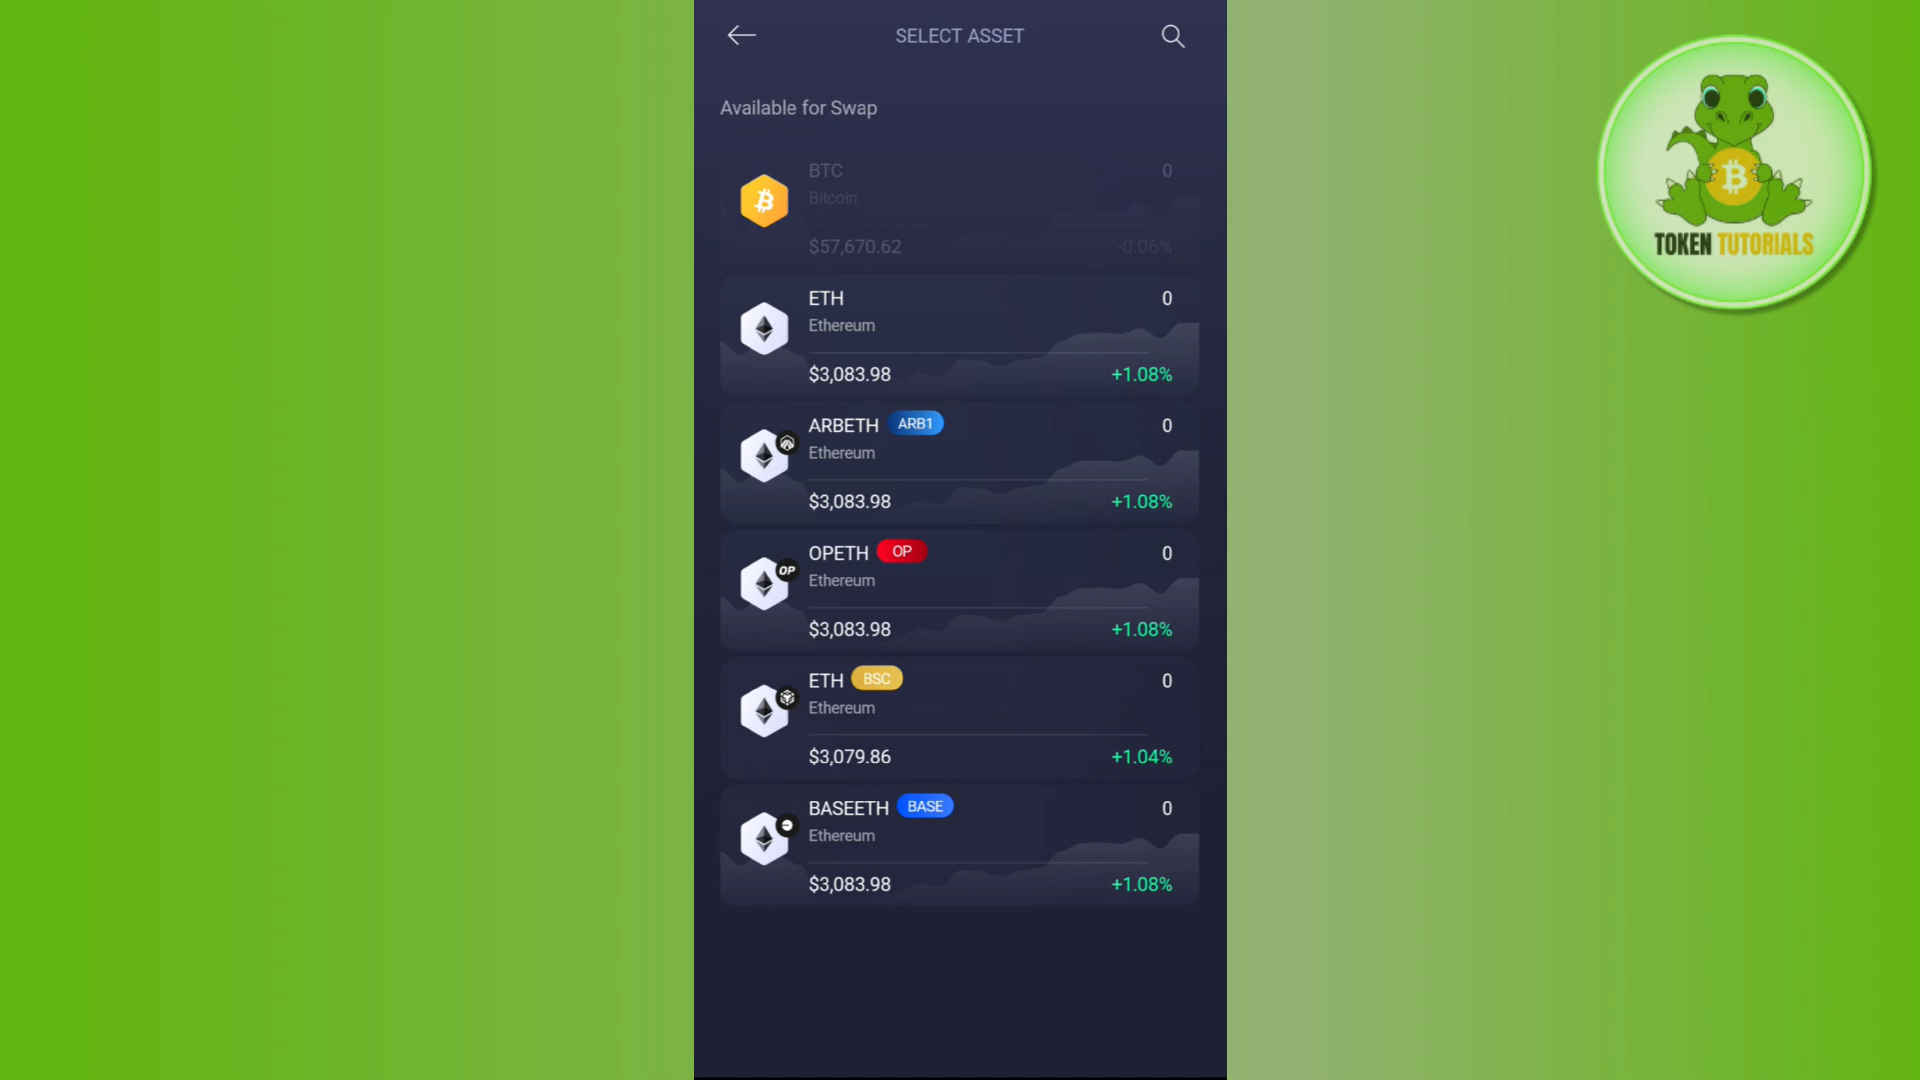 SELECT ASSET
Available for Swap
BTC 0
Bitcoin
$57,670.62 -0.06%
ETH 0
Ethereum
$3,083.98 +1.08%
ARBETH ARB1 0
Ethereum
$3,083.98 +1.08%
OPETH OP 0
OP
Ethereum
$3,083.98 +1.08%
ETH BSC 0
Ethereum
$3,079.86 +1.04%
BASEETH BASE 0
Ethereum
$3,083.98 +1.08%
TOKEN TUTORIALS